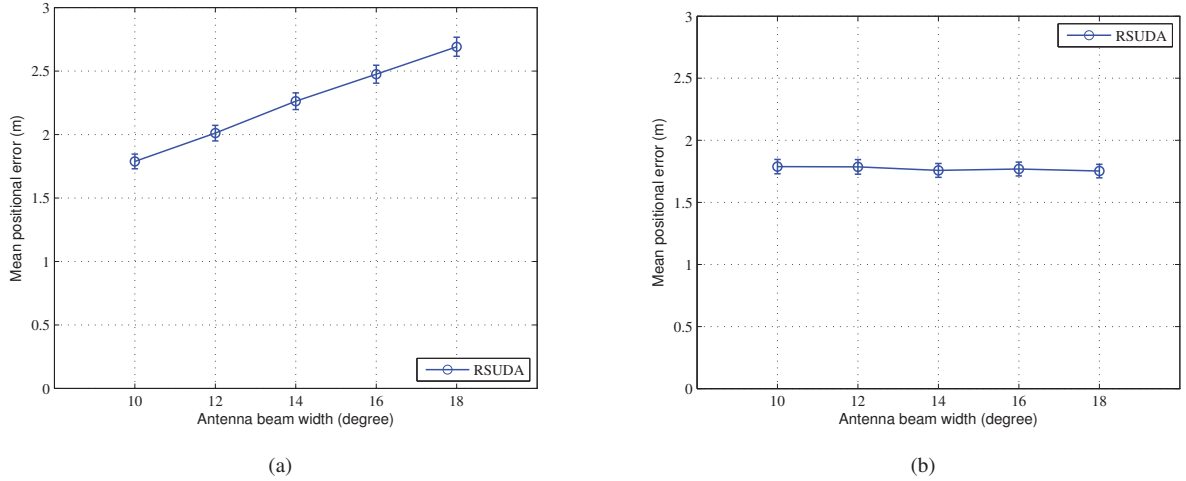 3
2.5
2
1.5
1
0.5
0
Mean positional error (m)
RSUDA
10 12 14 16 18
Antenna beam width (degree)
(a)
3
2.5
2
1.5
1
0.5
0
Mean positional error (m)
RSUDA
10 12 14 16 18
Antenna beam width (degree)
(b)